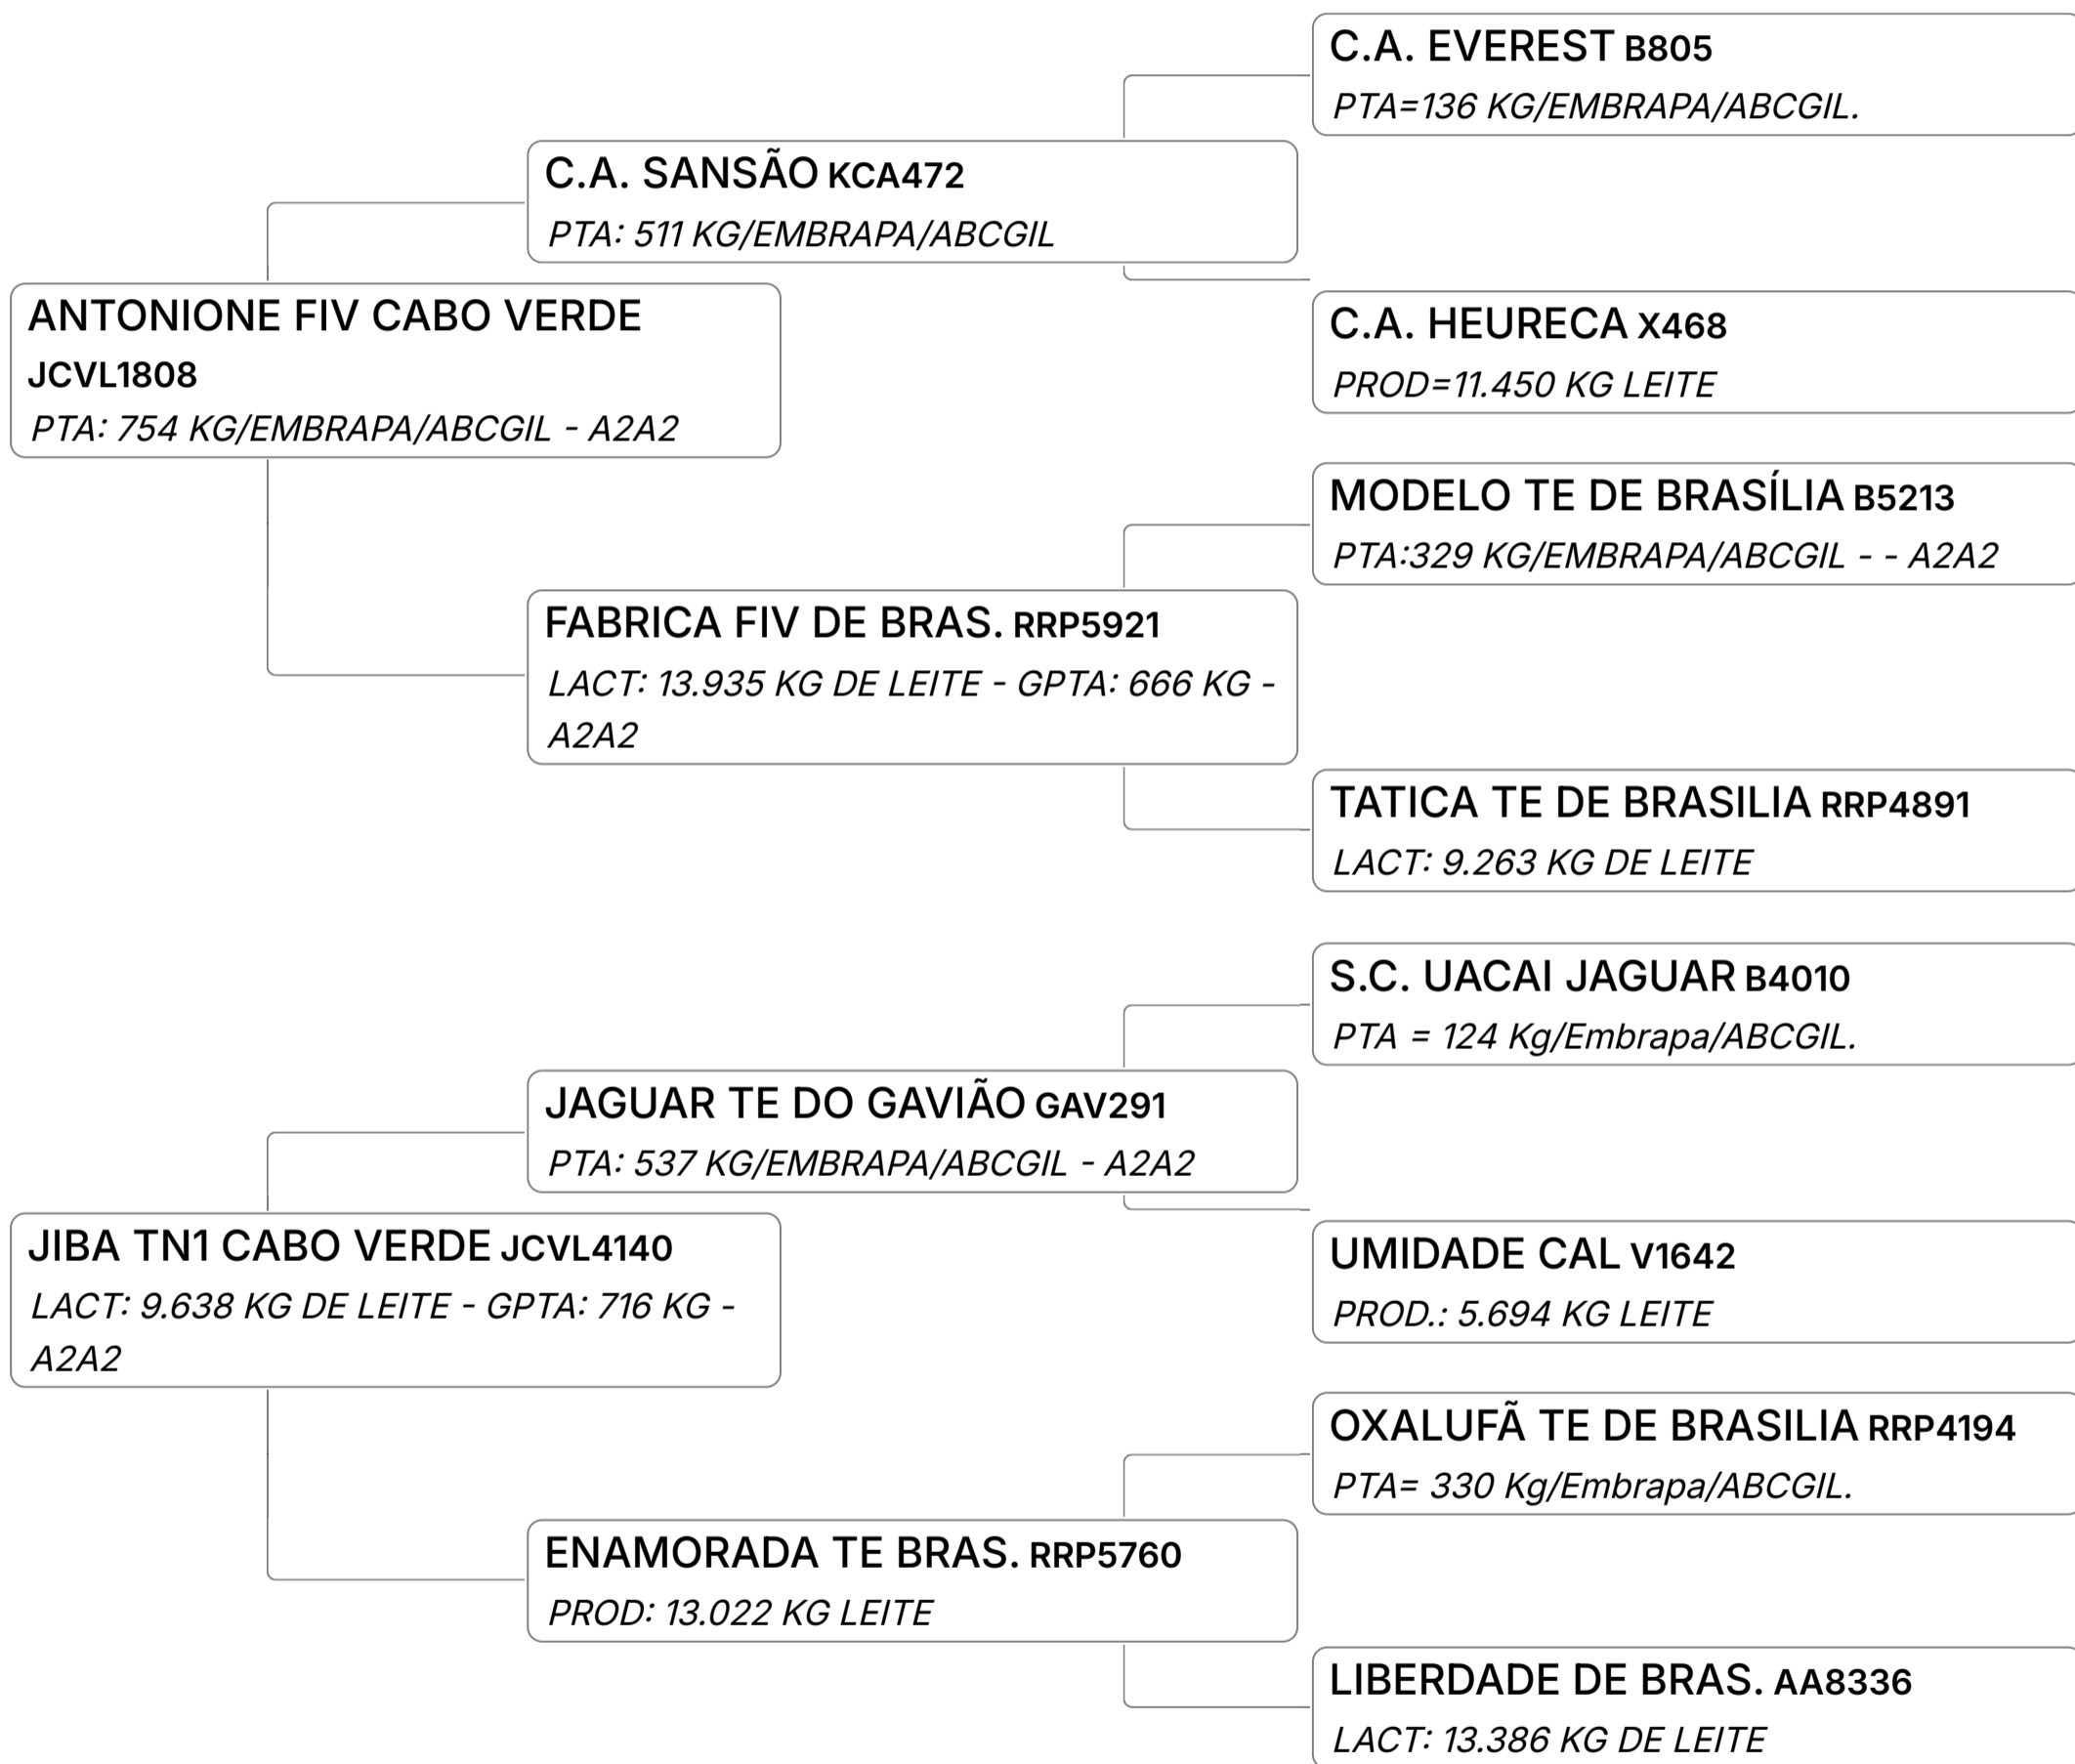 C.A. EVEREST B805
PTA=136 KG/EMBRAPA/ABCGIL.
C.A. SANSÃO KCA472
PTA: 511 KG/EMBRAPA/ABCGIL
C.A. HEURECA X468
PROD=11.450 KG LEITE
ANTONIONE FIV CABO VERDE
JCVL1808
PTA: 754 KG/EMBRAPA/ABCGIL - A2A2
MODELO TE DE BRASÍLIA B5213
PTA:329 KG/EMBRAPA/ABCGIL - - A2A2
FABRICA FIV DE BRAS. RRP5921
LACT: 13.935 KG DE LEITE - GPTA: 666 KG -
A2A2
TATICA TE DE BRASILIA RRP4891
LACT: 9.263 KG DE LEITE
S.C. UACAI JAGUAR B4010
PTA = 124 Kg/Embrapa/ABCGIL.
JAGUAR TE DO GAVIÃO GAV291
PTA: 537 KG/EMBRAPA/ABCGIL - A2A2
UMIDADE CAL V1642
PROD.: 5.694 KG LEITE
JIBA TN1 CABO VERDE JCVL4140
LACT: 9.638 KG DE LEITE - GPTA: 716 KG -
A2A2
OXALUFÃ TE DE BRASILIA RRP4194
PTA= 330 Kg/Embrapa/ABCGIL.
ENAMORADA TE BRAS. RRP5760
PROD: 13.022 KG LEITE
LIBERDADE DE BRAS. AA8336
LACT: 13.386 KG DE LEITE